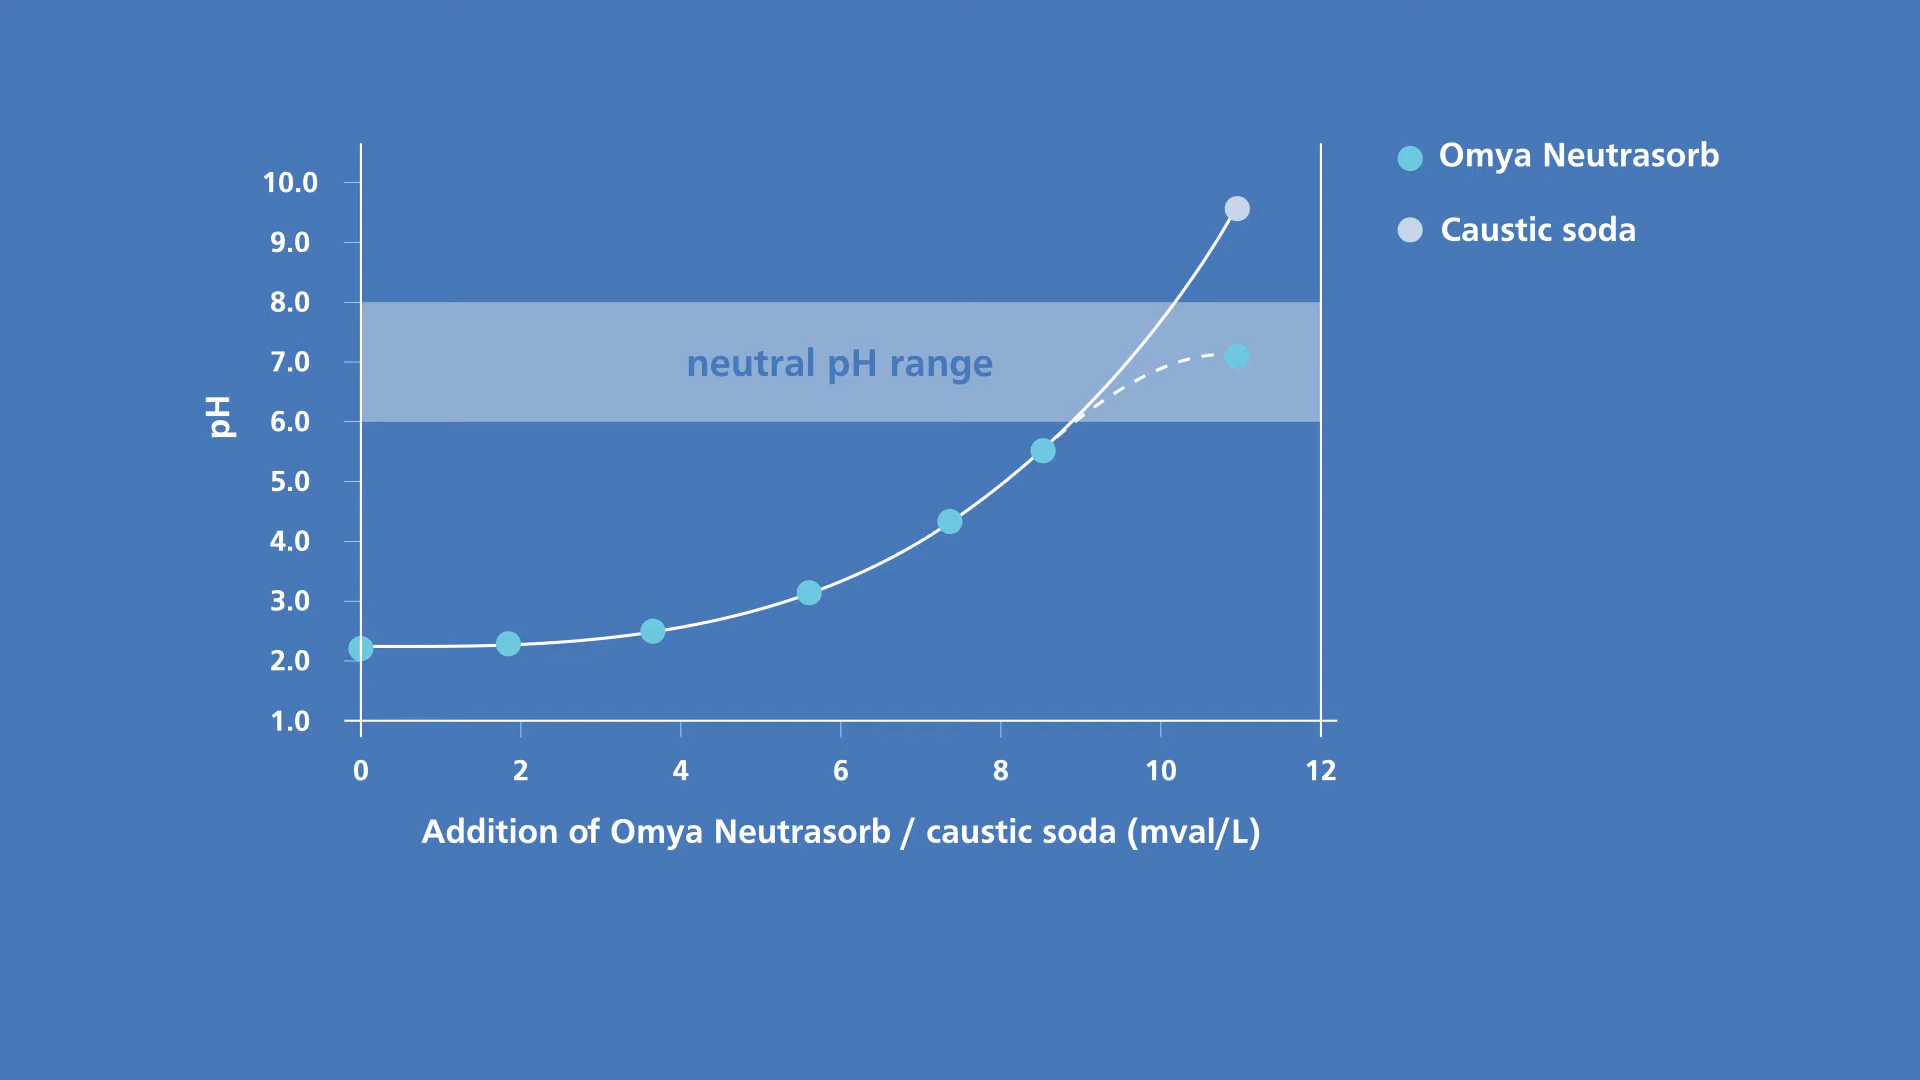 Omya Neutrasorb
Caustic soda
10.0
9.0
8.0
7.0
6.0
5.0
4.0
3.0
2.0
1.0
pH
neutral pH range
0 2 4 6 8 10 12
Addition of Omya Neutrasorb / caustic soda (mval/L)